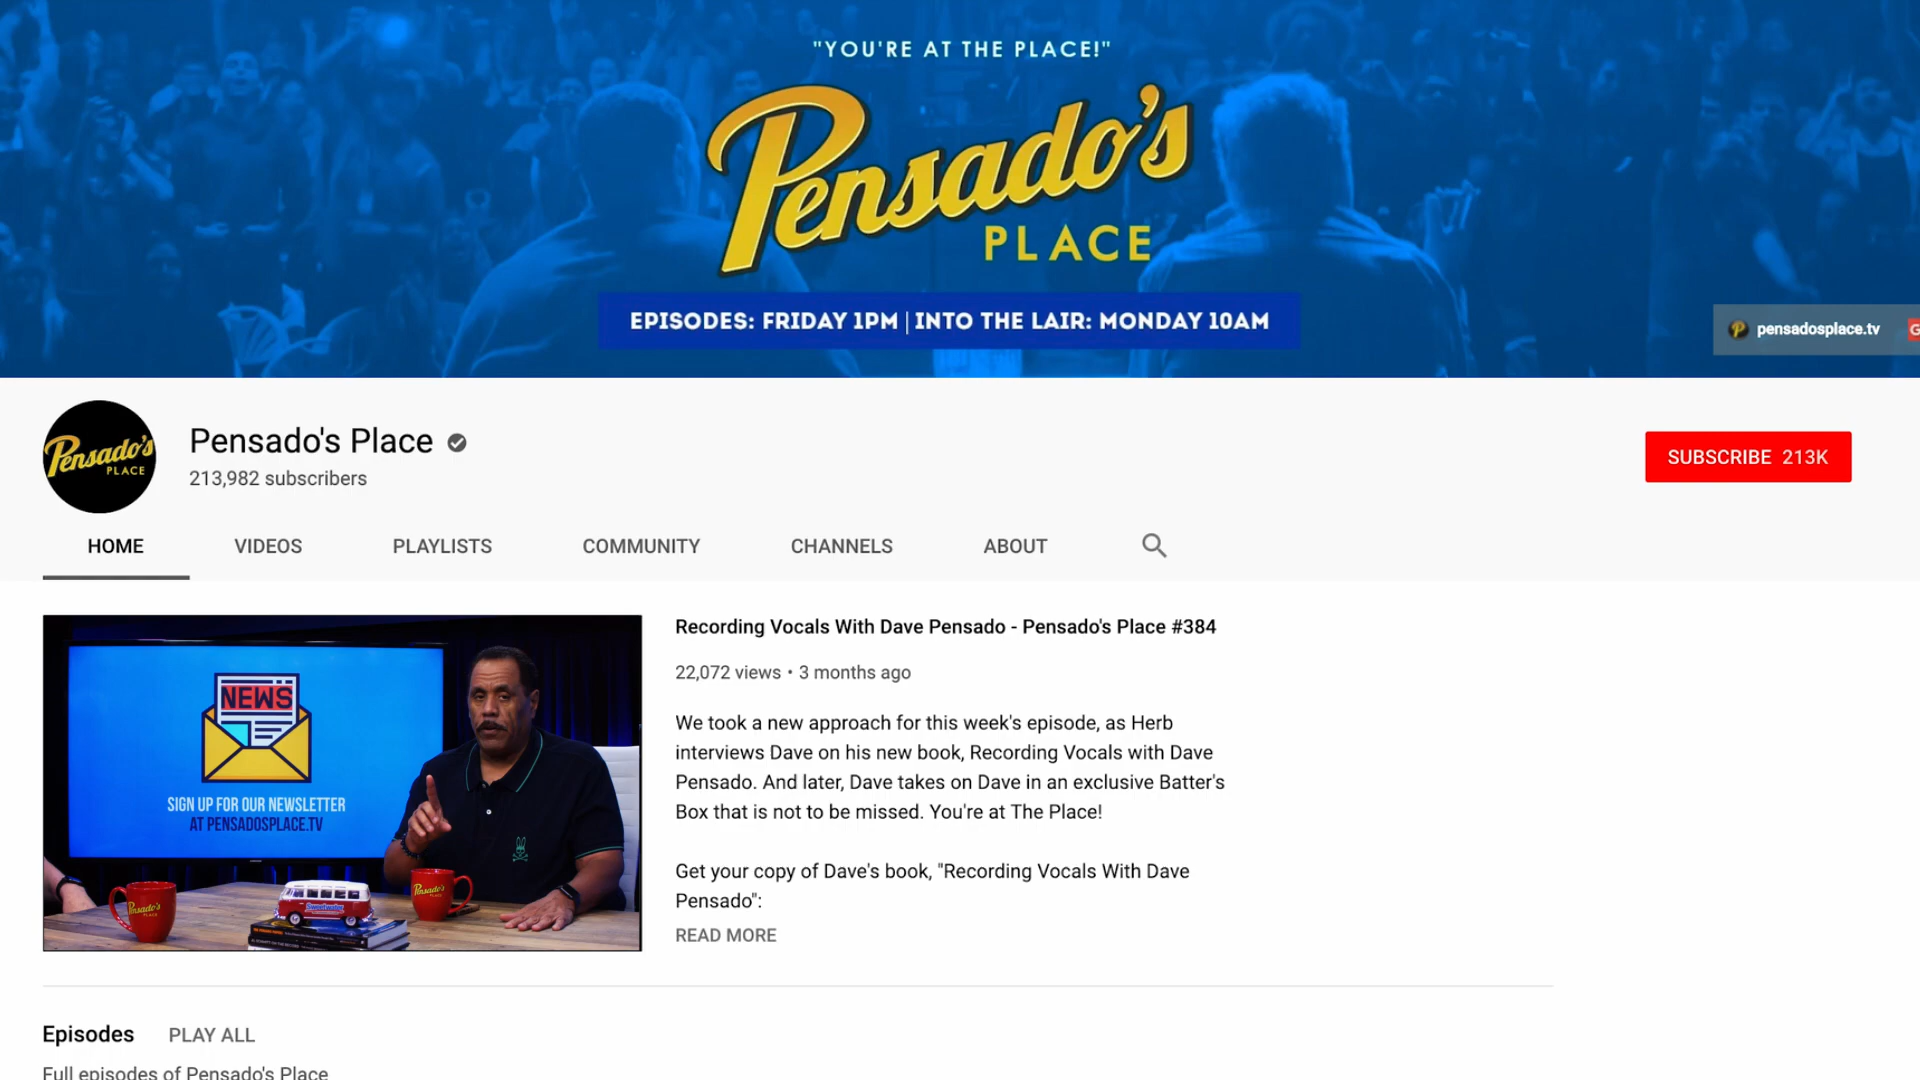 "YOU'RE AT THE PLACE!"
Pensado's
PLACE
EPISODES: FRIDAY 1PM | INTO THE LAIR: MONDAY 10AM
pensadosplace.tv
Pensado's
PLACE
Pensado's Place
213,982 subscribers
SUBSCRIBE 213K
HOME VIDEOS PLAYLISTS COMMUNITY CHANNELS ABOUT
NEWS
SIGN UP FOR OUR NEWSLETTER
AT PENSADOSPLACE.TV
Pensado's
PLACE
Pensado's
PLACE
Recording Vocals With Dave Pensado - Pensado's Place #384
22,072 views • 3 months ago
We took a new approach for this week's episode, as Herb
interviews Dave on his new book, Recording Vocals with Dave
Pensado. And later, Dave takes on Dave in an exclusive Batter's
Box that is not to be missed. You're at The Place!
Get your copy of Dave's book, "Recording Vocals With Dave
Pensado":
READ MORE
Episodes PLAY ALL
Full episodes of Pensado's Place